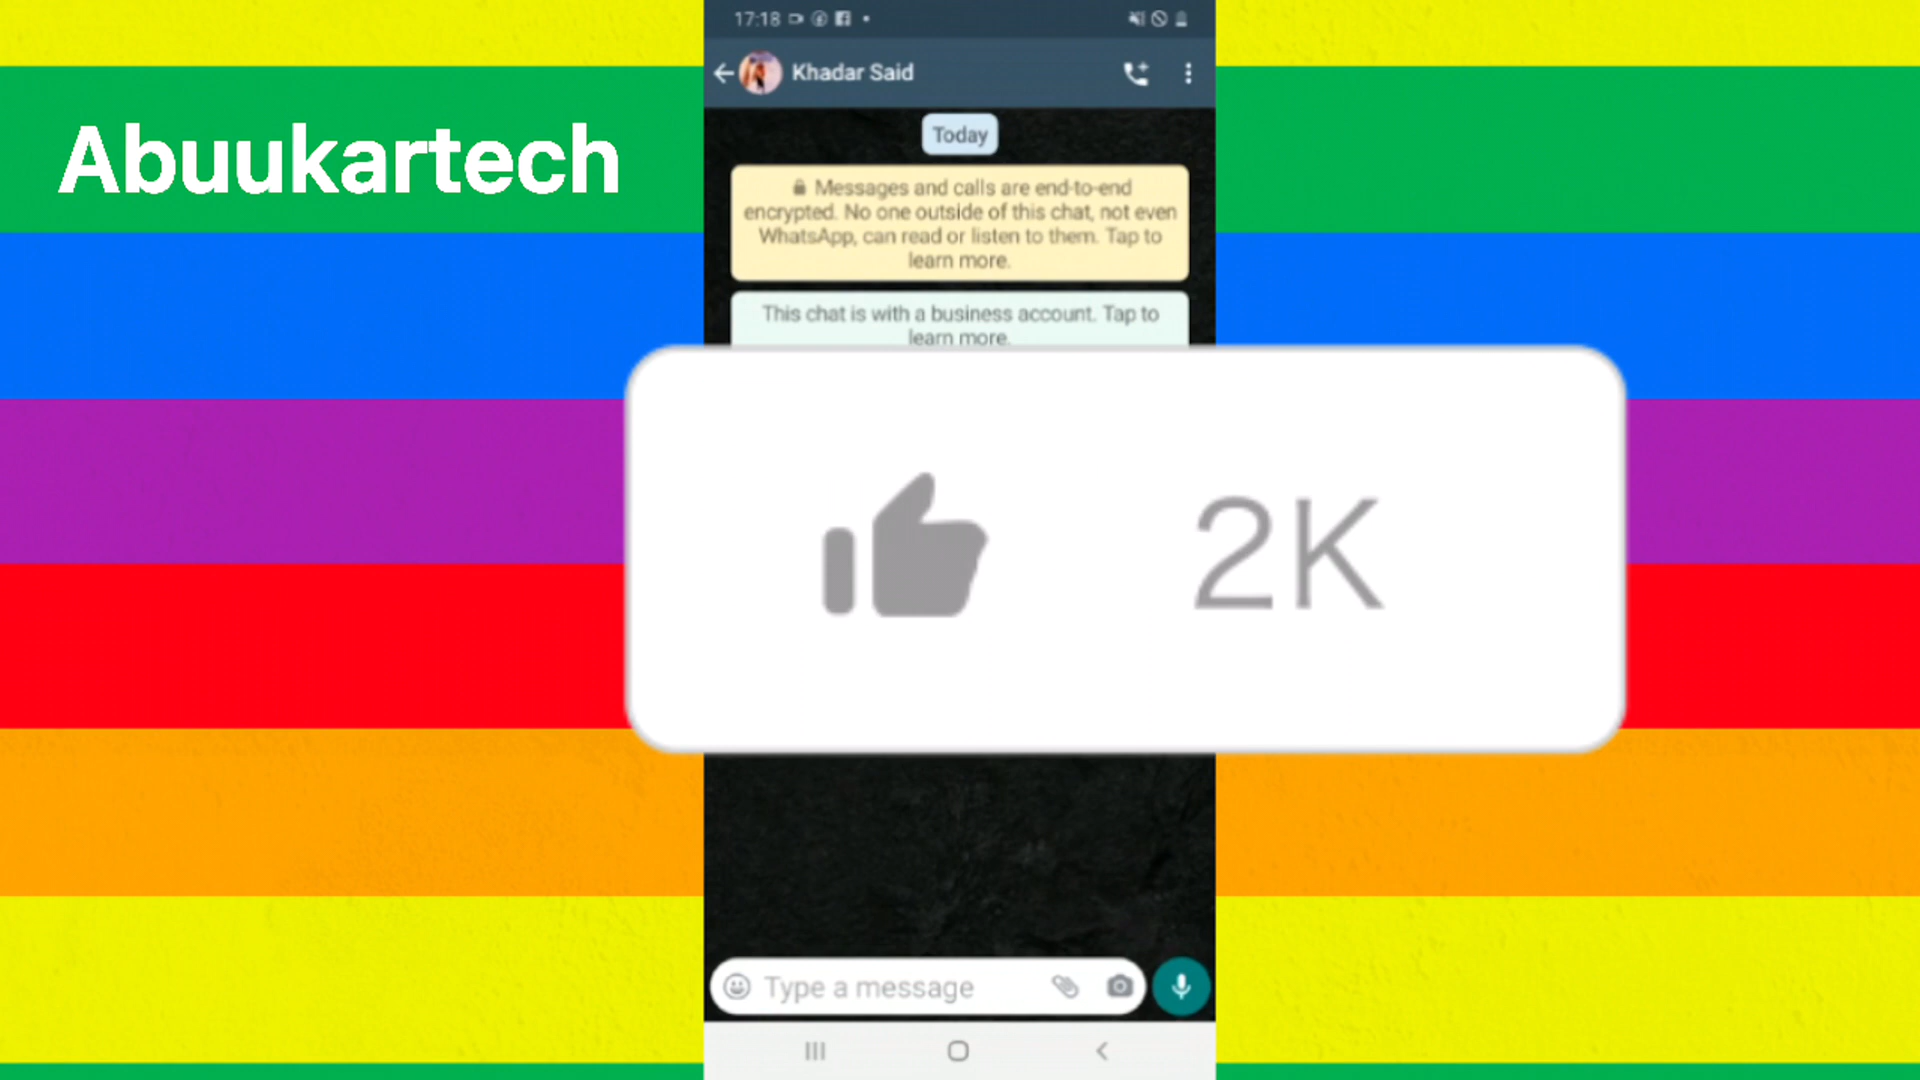 17:18
Khadar Said
Abuukartech
Today
Messages and calls are end-to-end
encrypted. No one outside of this chat, not even
WhatsApp, can read or listen to them. Tap to
learn more.
This chat is with a business account. Tap to
learn more.
2K
Type a message